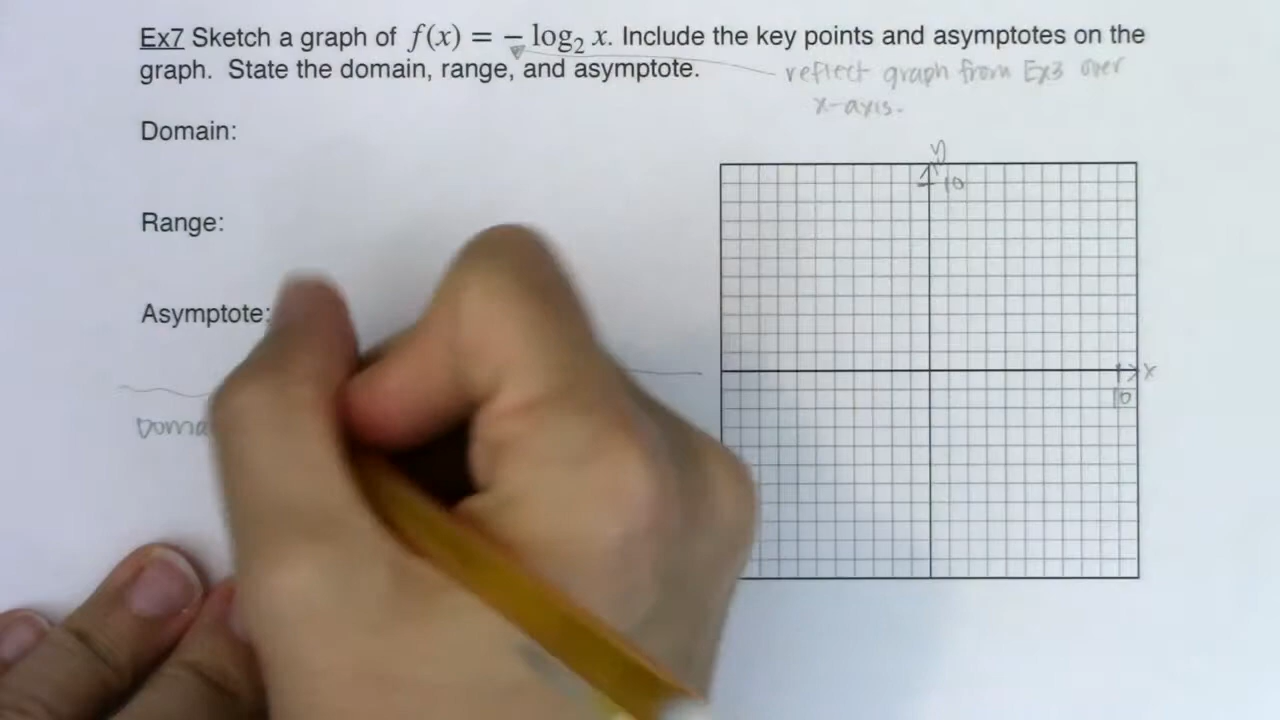 Ex7 Sketch a graph of f(x) = − log₂ x. Include the key points and asymptotes on the
graph. State the domain, range, and asymptote.
reflect graph from Ex3 over
x-axis.
Domain:
y
10
Range:
Asymptote:
x
10
Doma